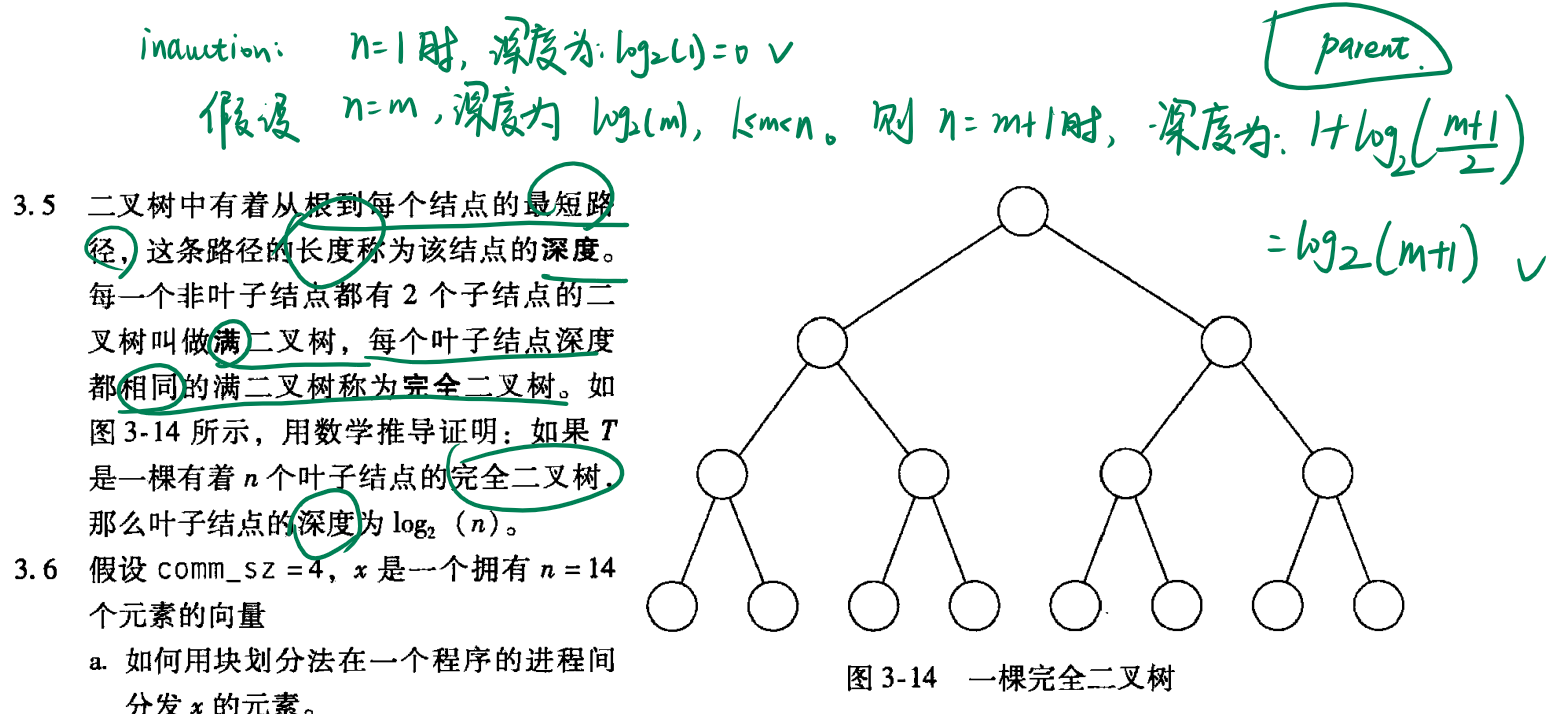 induction: n=1时, 深度为: log₂(1)=0 ✓
parent.
假设 n=m, 深度为 log₂(m), 1≤m<n。 则 n=m+1时, 深度为: 1+log₂((m+1)/2)
=log₂(m+1) ✓
3.5 二叉树中有着从根到每个结点的最短路
径，这条路径的长度称为该结点的深度。
每一个非叶子结点都有 2 个子结点的二
叉树叫做满二叉树，每个叶子结点深度
都相同的满二叉树称为完全二叉树。如
图 3-14 所示，用数学推导证明：如果 T
是一棵有着 n 个叶子结点的完全二叉树，
那么叶子结点的深度为 log₂ (n)。
3.6 假设 comm_sz =4，x 是一个拥有 n = 14
个元素的向量
a. 如何用块划分法在一个程序的进程间
分发 x 的元素。
图 3-14 一棵完全二叉树